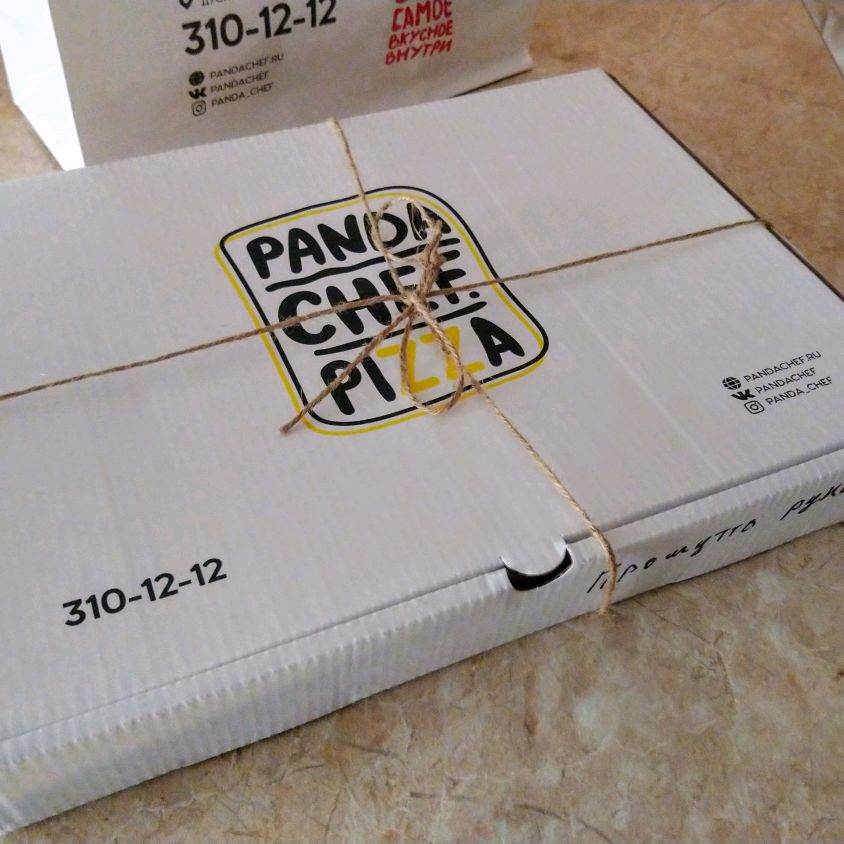 310-12-12
PANDACHEF.RU
PANDACHEF
PANDA_CHEF
САМОЕ
ВКУСНОЕ
ВНУТРИ
PANDA
CHEF.
PIZZA
PANDACHEF.RU
PANDACHEF
PANDA_CHEF
310-12-12
Прошутто